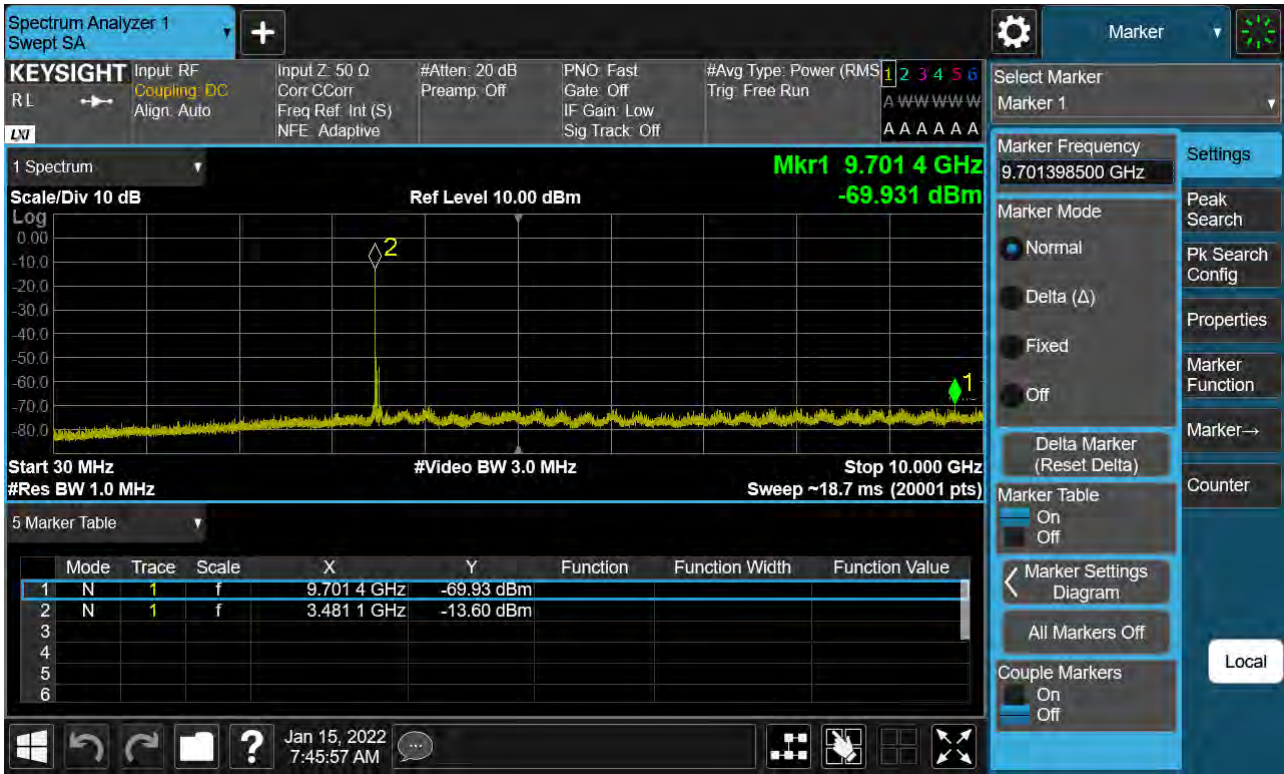 Spectrum Analyzer 1
Swept SA
+
Marker
KEYSIGHT
RL
LXI
Input: RF
Coupling: DC
Align: Auto
Input Z: 50 Ω
Corr CCorr
Freq Ref: Int (S)
NFE: Adaptive
#Atten: 20 dB
Preamp: Off
PNO: Fast
Gate: Off
IF Gain: Low
Sig Track: Off
#Avg Type: Power (RMS
Trig: Free Run
1 2 3 4 5 6
A W W W W W
A A A A A A
Select Marker
Marker 1
1 Spectrum
Mkr1 9.701 4 GHz
-69.931 dBm
Scale/Div 10 dB
Ref Level 10.00 dBm
Log
0.00
-10.0
-20.0
-30.0
-40.0
-50.0
-60.0
-70.0
-80.0
2
1
Start 30 MHz
#Video BW 3.0 MHz
Stop 10.000 GHz
#Res BW 1.0 MHz
Sweep ~18.7 ms (20001 pts)
5 Marker Table
Mode Trace Scale X Y Function Function Width Function Value
1 N 1 f 9.701 4 GHz -69.93 dBm
2 N 1 f 3.481 1 GHz -13.60 dBm
3
4
5
6
Marker Frequency
9.701398500 GHz
Marker Mode
Normal
Delta (Δ)
Fixed
Off
Delta Marker
(Reset Delta)
Marker Table
On
Off
Marker Settings
Diagram
All Markers Off
Couple Markers
On
Off
Settings
Peak
Search
Pk Search
Config
Properties
Marker
Function
Marker→
Counter
Local
?
Jan 15, 2022
7:45:57 AM